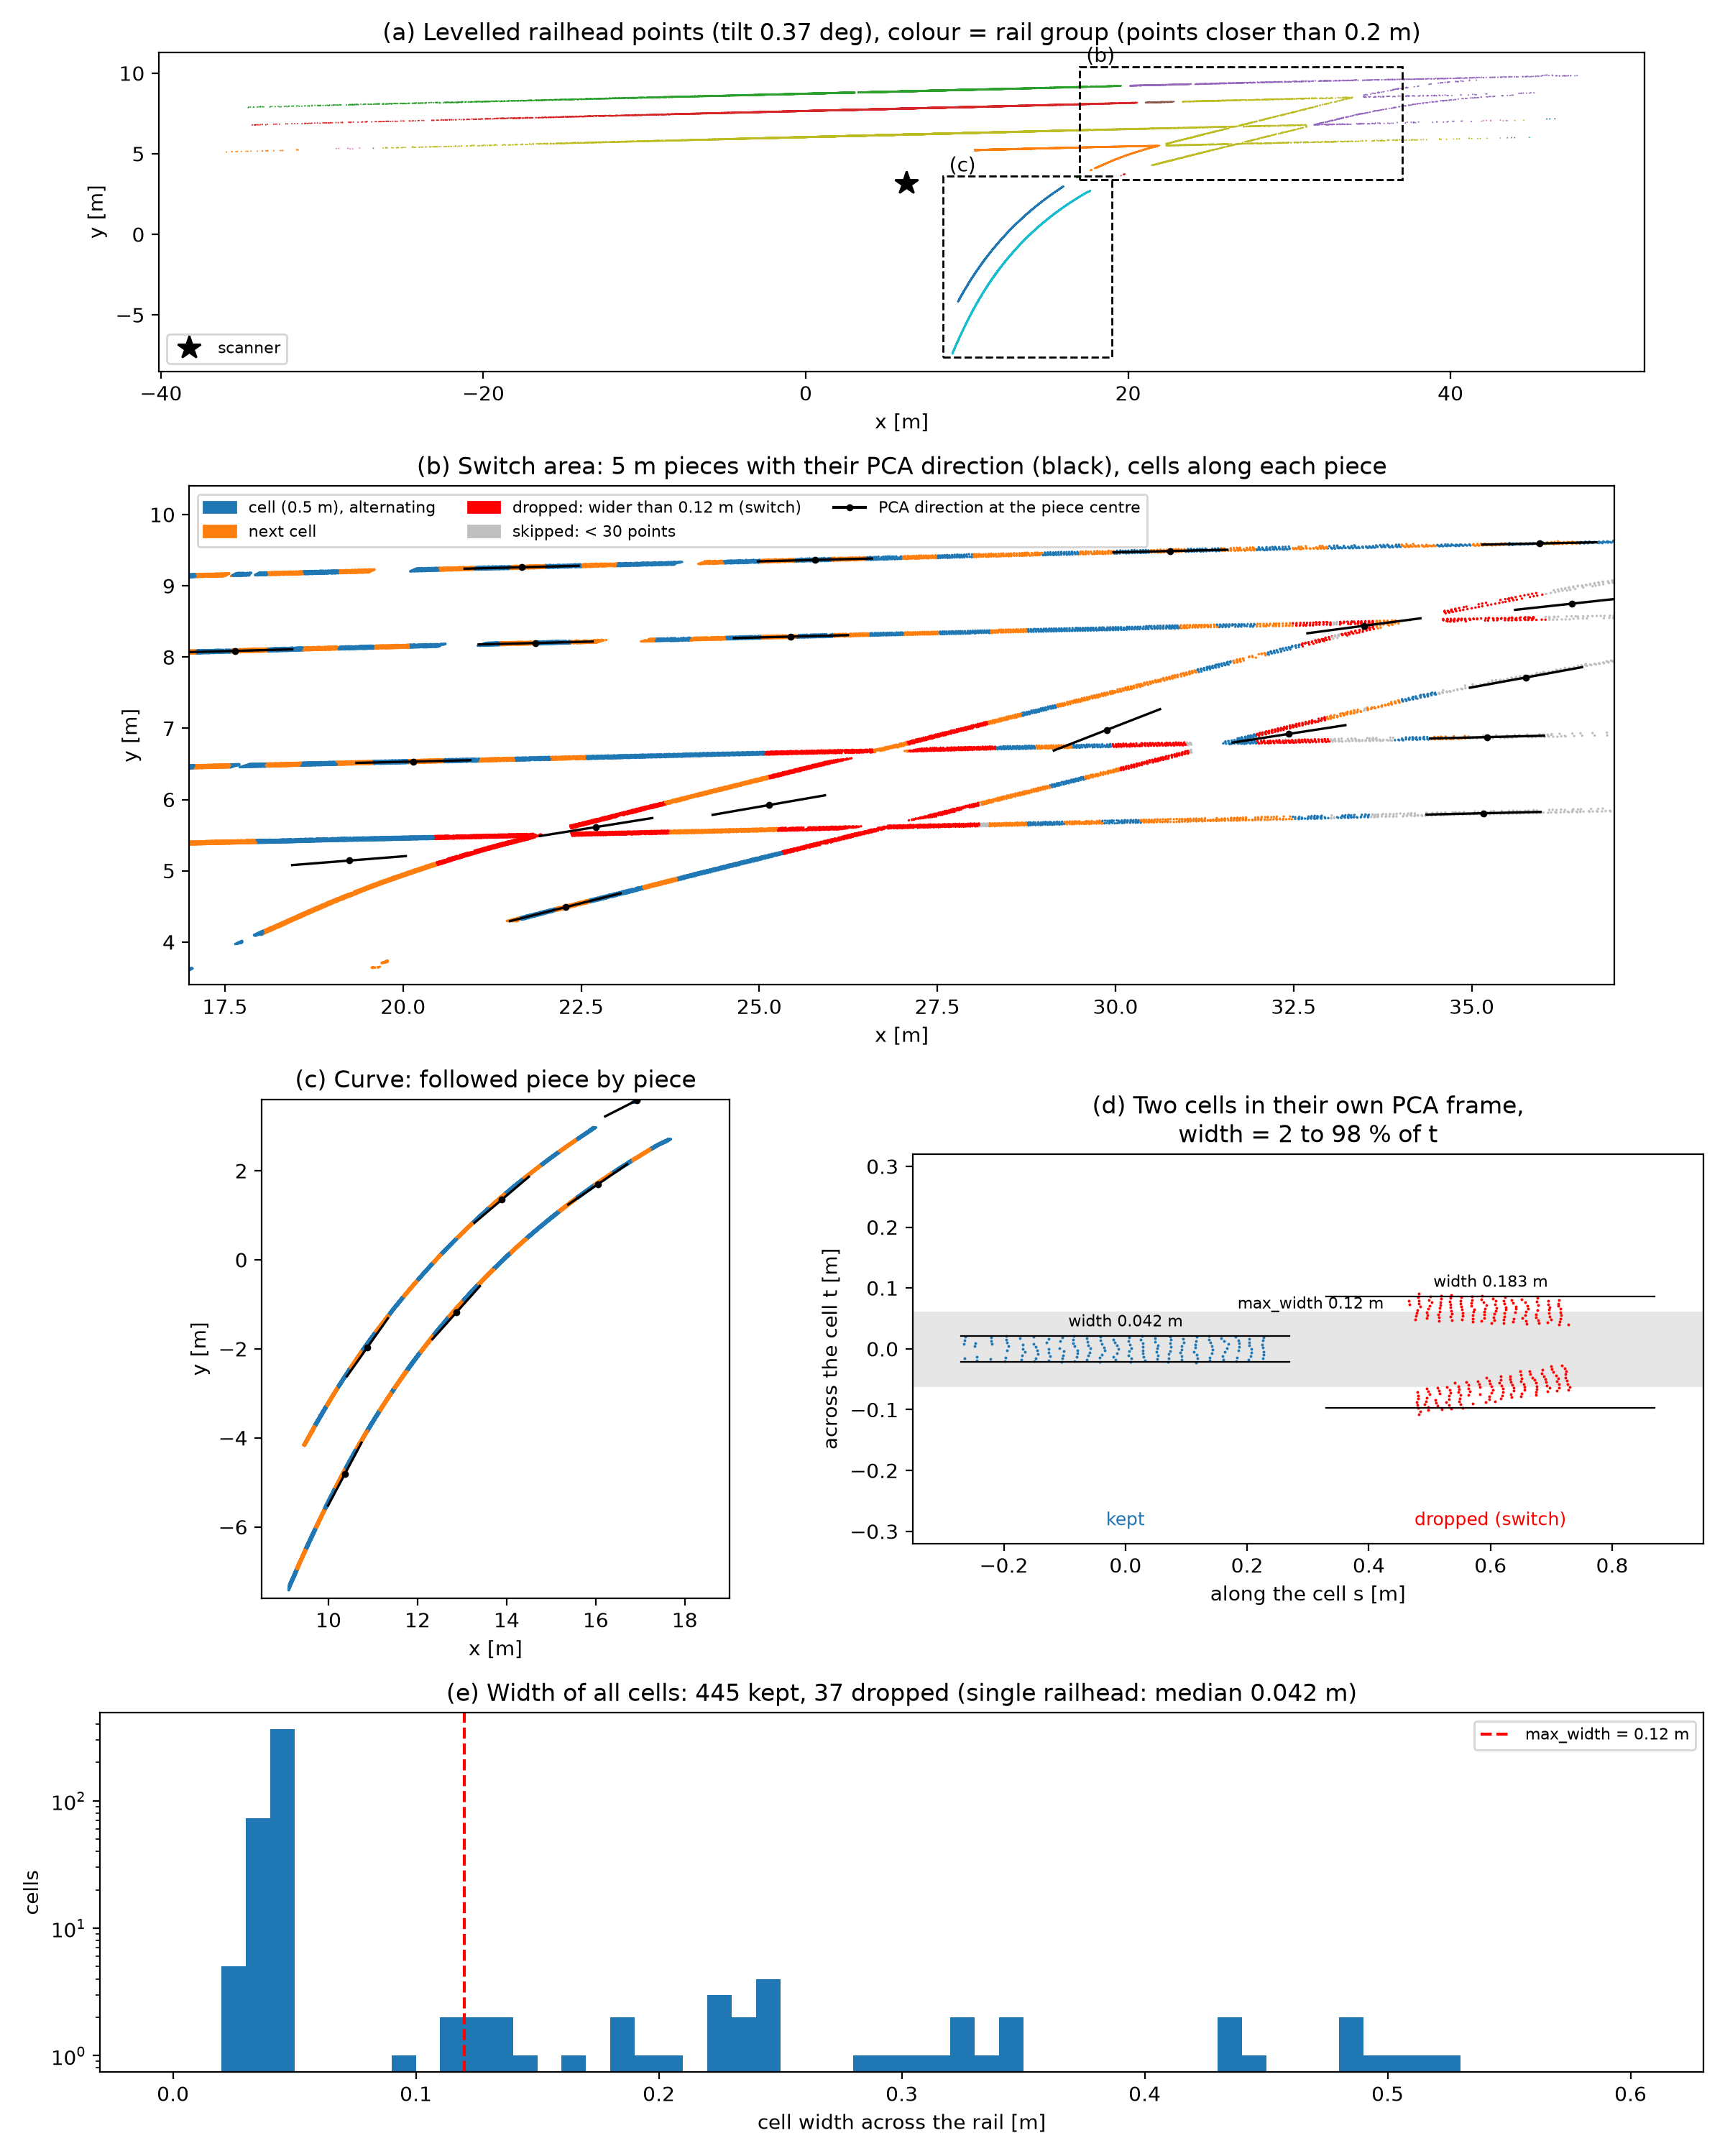 (a) Levelled railhead points (tilt 0.37 deg), colour = rail group (points closer than 0.2 m)
(b)
(c)
10
5
0
−5
y [m]
scanner
−40
−20
0
20
40
x [m]
(b) Switch area: 5 m pieces with their PCA direction (black), cells along each piece
cell (0.5 m), alternating
next cell
dropped: wider than 0.12 m (switch)
skipped: < 30 points
PCA direction at the piece centre
10
9
8
7
6
5
4
y [m]
17.5
20.0
22.5
25.0
27.5
30.0
32.5
35.0
x [m]
(c) Curve: followed piece by piece
2
0
−2
−4
−6
y [m]
10
12
14
16
18
x [m]
(d) Two cells in their own PCA frame,
width = 2 to 98 % of t
0.3
0.2
0.1
0.0
−0.1
−0.2
−0.3
across the cell t [m]
width 0.183 m
max_width 0.12 m
width 0.042 m
kept
dropped (switch)
−0.2
0.0
0.2
0.4
0.6
0.8
along the cell s [m]
(e) Width of all cells: 445 kept, 37 dropped (single railhead: median 0.042 m)
max_width = 0.12 m
10²
10¹
10⁰
cells
0.0
0.1
0.2
0.3
0.4
0.5
0.6
cell width across the rail [m]